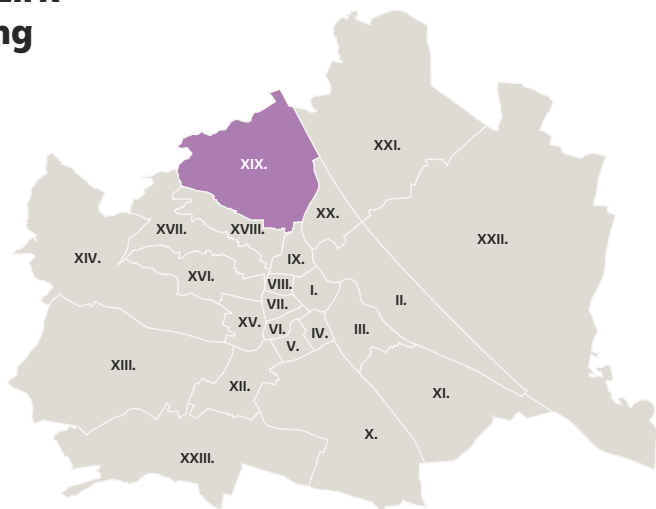 ng
XXI.
XIX.
XX.
XVII.
XVIII.
XXII.
XIV.
IX.
XVI.
VIII.
I.
VII.
II.
XV.
VI.
IV.
III.
V.
XIII.
XII.
XI.
X.
XXIII.